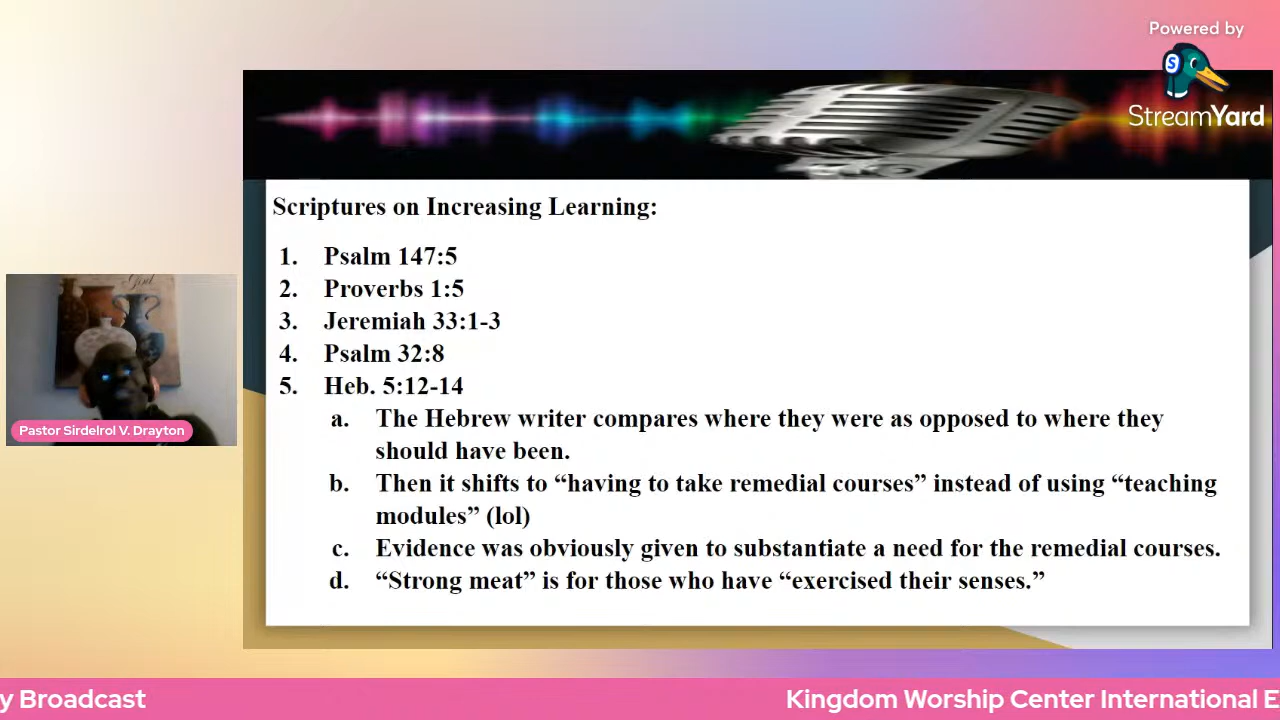 Powered by
S
StreamYard
Scriptures on Increasing Learning:
1. Psalm 147:5
2. Proverbs 1:5
3. Jeremiah 33:1-3
4. Psalm 32:8
5. Heb. 5:12-14
a. The Hebrew writer compares where they were as opposed to where they
should have been.
b. Then it shifts to “having to take remedial courses” instead of using “teaching
modules” (lol)
c. Evidence was obviously given to substantiate a need for the remedial courses.
d. “Strong meat” is for those who have “exercised their senses.”
God
Pastor Sirdelrol V. Drayton
y Broadcast
Kingdom Worship Center International E